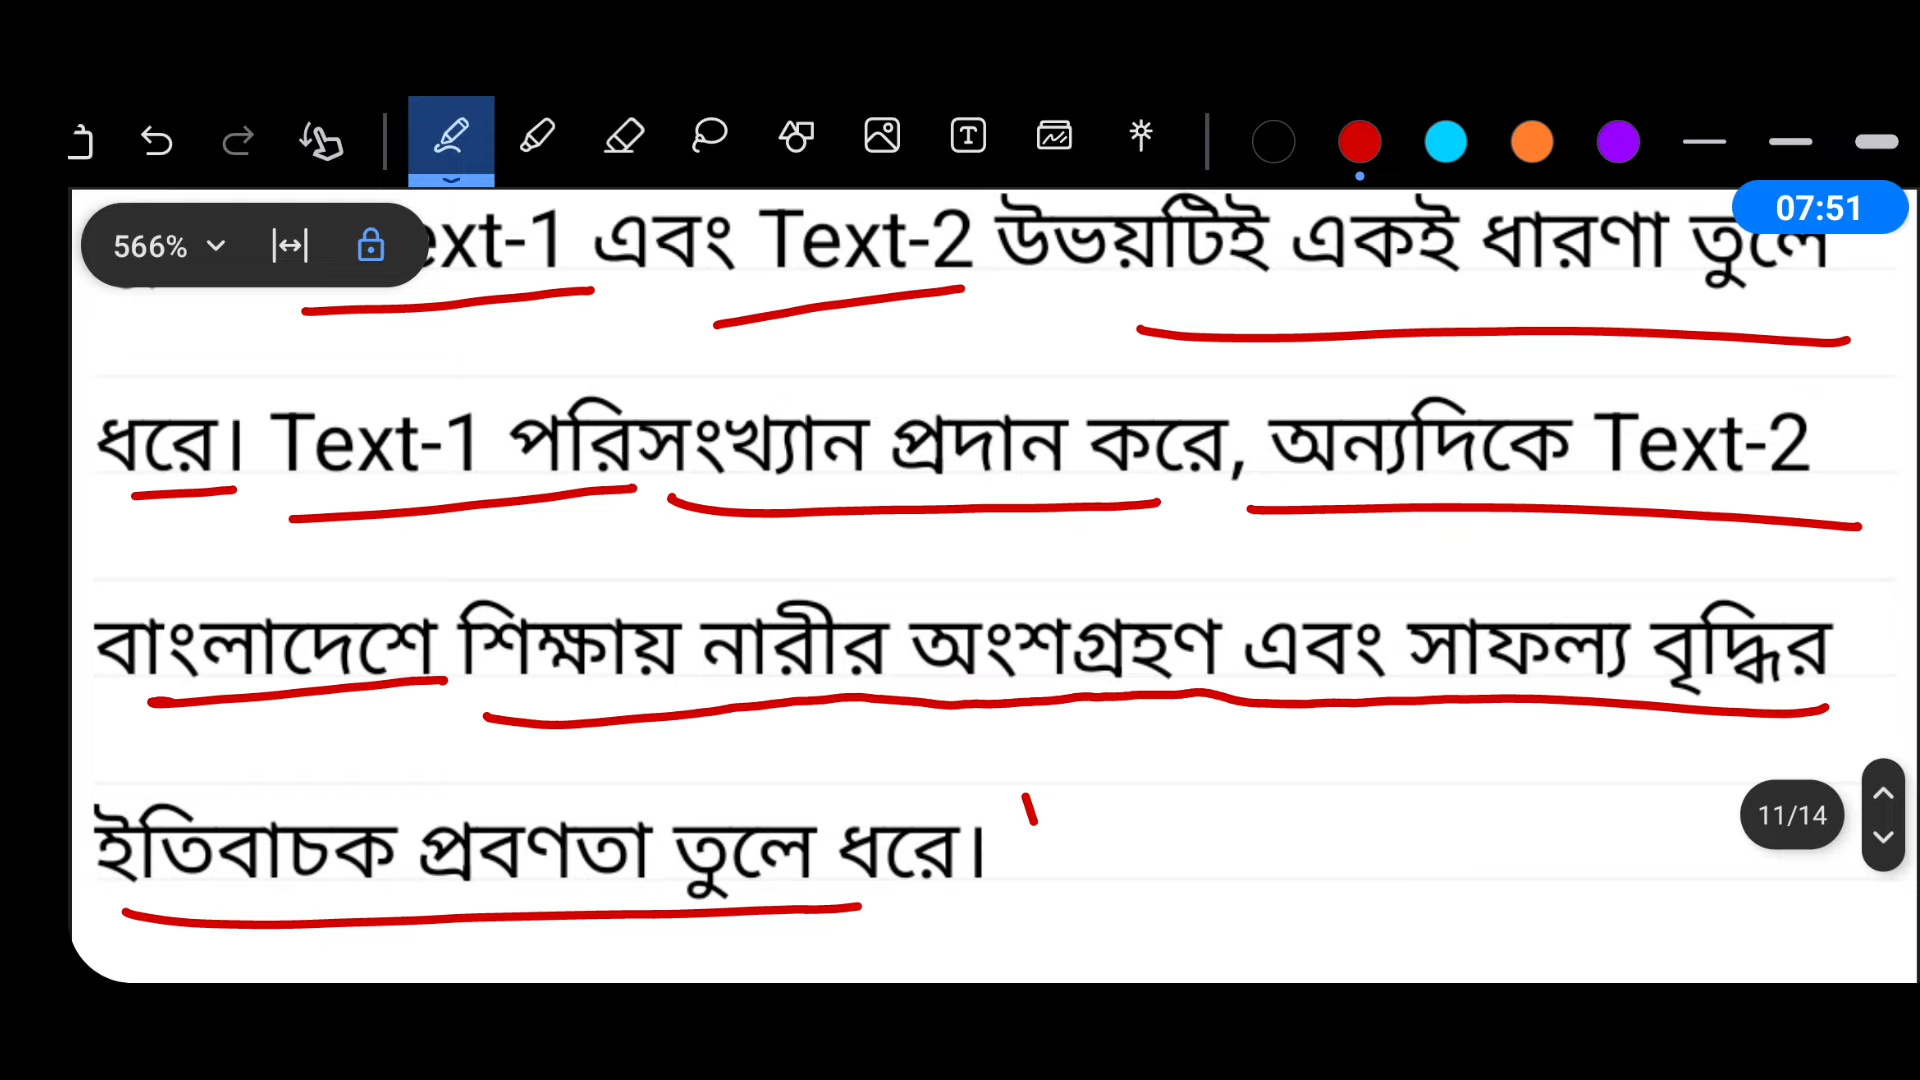 07:51
566%
ext-1 এবং Text-2 উভয়টিই একই ধারণা তুলে
ধরে। Text-1 পরিসংখ্যান প্রদান করে, অন্যদিকে Text-2
বাংলাদেশে শিক্ষায় নারীর অংশগ্রহণ এবং সাফল্য বৃদ্ধির
ইতিবাচক প্রবণতা তুলে ধরে।
11/14